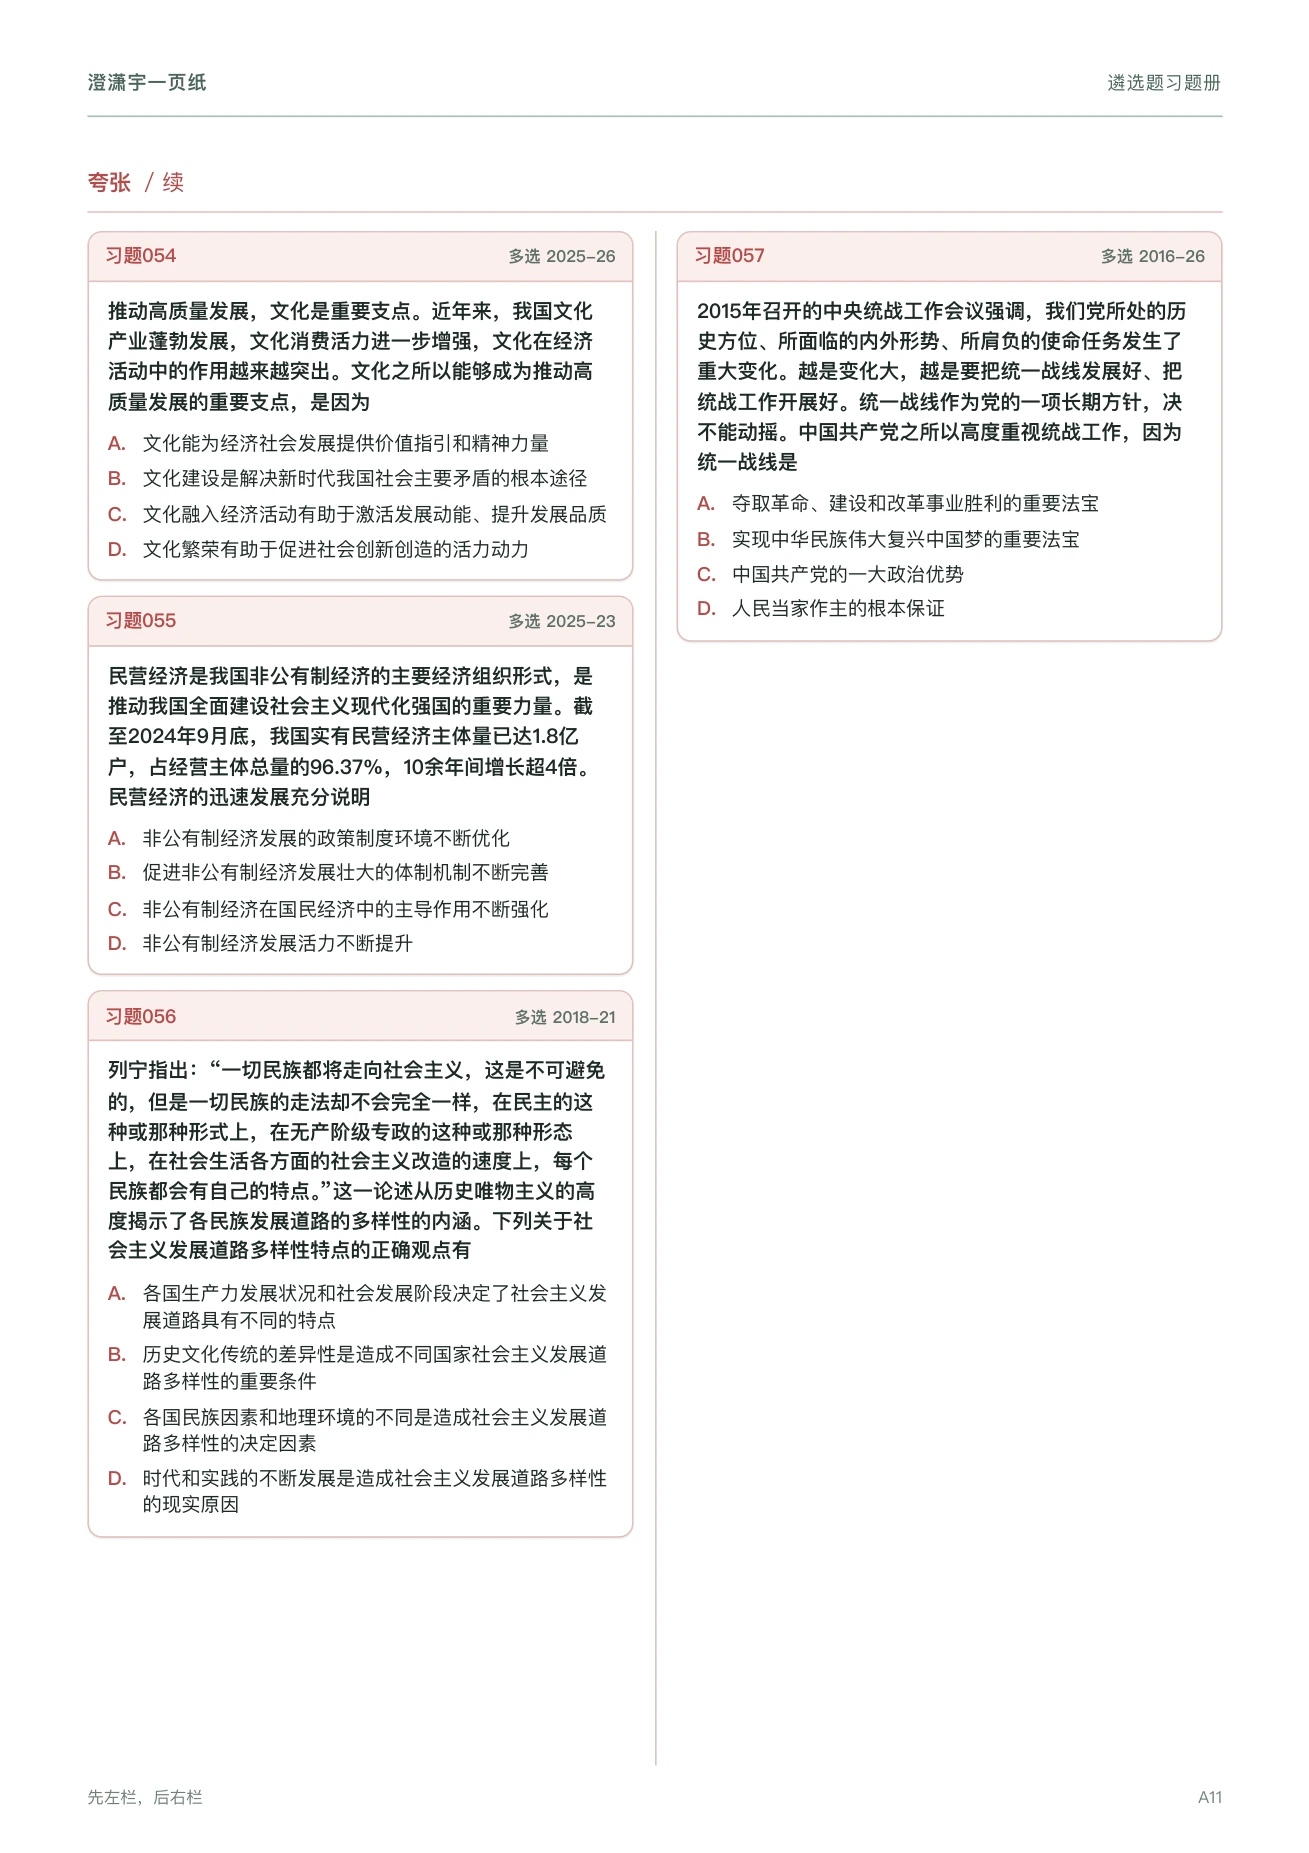 澄潇宇一页纸
遴选题习题册
夸张 / 续
习题054
多选 2025–26
推动高质量发展，文化是重要支点。近年来，我国文化
产业蓬勃发展，文化消费活力进一步增强，文化在经济
活动中的作用越来越突出。文化之所以能够成为推动高
质量发展的重要支点，是因为
A. 文化能为经济社会发展提供价值指引和精神力量
B. 文化建设是解决新时代我国社会主要矛盾的根本途径
C. 文化融入经济活动有助于激活发展动能、提升发展品质
D. 文化繁荣有助于促进社会创新创造的活力动力
习题055
多选 2025–23
民营经济是我国非公有制经济的主要经济组织形式，是
推动我国全面建设社会主义现代化强国的重要力量。截
至2024年9月底，我国实有民营经济主体量已达1.8亿
户，占经营主体总量的96.37%，10余年间增长超4倍。
民营经济的迅速发展充分说明
A. 非公有制经济发展的政策制度环境不断优化
B. 促进非公有制经济发展壮大的体制机制不断完善
C. 非公有制经济在国民经济中的主导作用不断强化
D. 非公有制经济发展活力不断提升
习题056
多选 2018–21
列宁指出：“一切民族都将走向社会主义，这是不可避免
的，但是一切民族的走法却不会完全一样，在民主的这
种或那种形式上，在无产阶级专政的这种或那种形态
上，在社会生活各方面的社会主义改造的速度上，每个
民族都会有自己的特点。”这一论述从历史唯物主义的高
度揭示了各民族发展道路的多样性的内涵。下列关于社
会主义发展道路多样性特点的正确观点有
A. 各国生产力发展状况和社会发展阶段决定了社会主义发
展道路具有不同的特点
B. 历史文化传统的差异性是造成不同国家社会主义发展道
路多样性的重要条件
C. 各国民族因素和地理环境的不同是造成社会主义发展道
路多样性的决定因素
D. 时代和实践的不断发展是造成社会主义发展道路多样性
的现实原因
习题057
多选 2016–26
2015年召开的中央统战工作会议强调，我们党所处的历
史方位、所面临的内外形势、所肩负的使命任务发生了
重大变化。越是变化大，越是要把统一战线发展好、把
统战工作开展好。统一战线作为党的一项长期方针，决
不能动摇。中国共产党之所以高度重视统战工作，因为
统一战线是
A. 夺取革命、建设和改革事业胜利的重要法宝
B. 实现中华民族伟大复兴中国梦的重要法宝
C. 中国共产党的一大政治优势
D. 人民当家作主的根本保证
先左栏，后右栏
A11